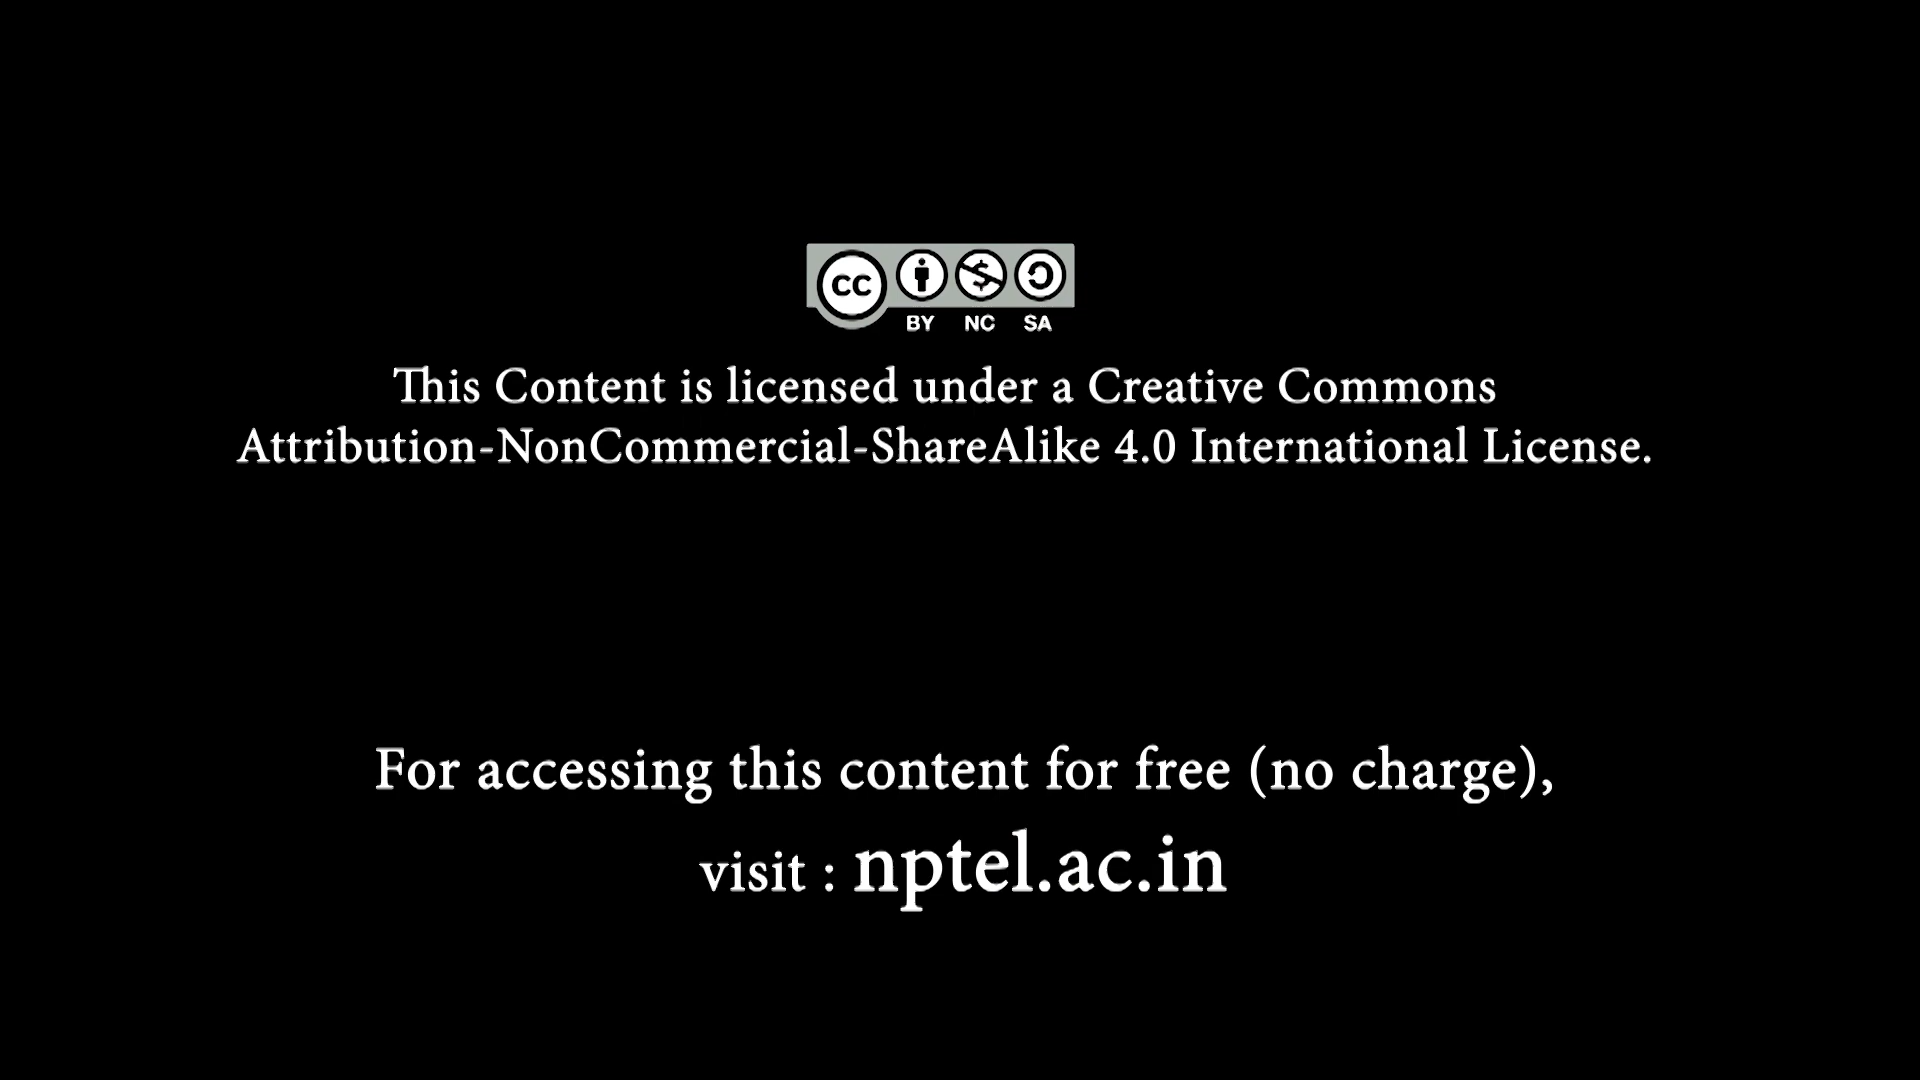 cc
BY NC SA
This Content is licensed under a Creative Commons
Attribution-NonCommercial-ShareAlike 4.0 International License.
For accessing this content for free (no charge),
visit : nptel.ac.in